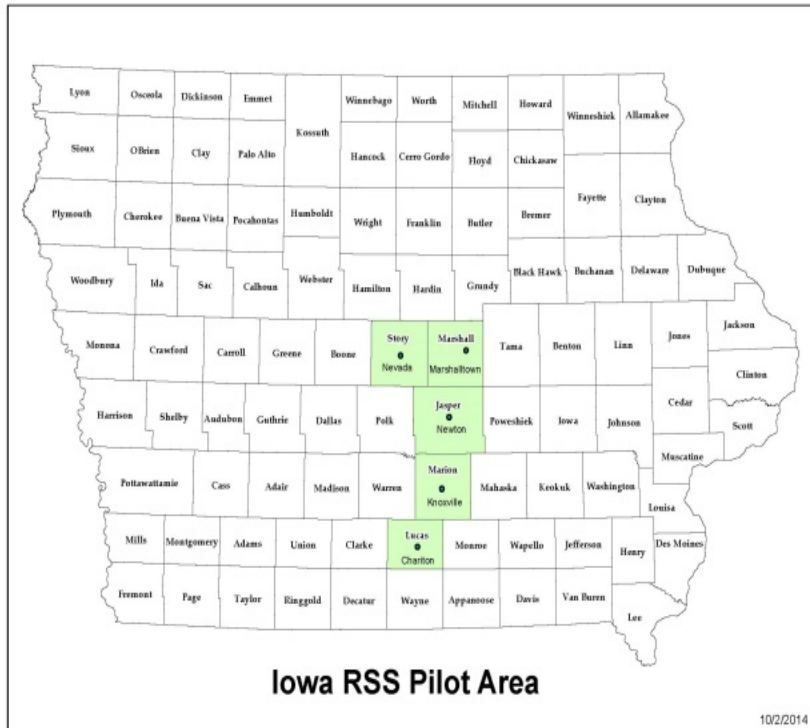 Lyon Osceola Dickinson Emmet Winnebago Worth Mitchell Howard Winneshiek Allamakee
Kossuth
Sioux OBrien Clay Palo Alto Hancock Cerro Gordo Floyd Chickasaw
Plymouth Cherokee Buena Vista Pocahontas Humboldt Wright Franklin Butler Bremer Fayette Clayton
Woodbury Ida Sac Calhoun Webster Hamilton Hardin Grundy Black Hawk Buchanan Delaware Dubuque
Monona Crawford Carroll Greene Boone Story Marshall Tama Benton Linn Jones Jackson
Nevada Marshalltown
Clinton
Harrison Shelby Audubon Guthrie Dallas Polk Jasper Poweshiek Iowa Johnson Cedar Scott
Newton
Muscatine
Pottawattamie Cass Adair Madison Warren Marion Mahaska Keokuk Washington
Knoxville
Louisa
Mills Montgomery Adams Union Clarke Lucas Monroe Wapello Jefferson Henry Des Moines
Chariton
Fremont Page Taylor Ringgold Decatur Wayne Appanoose Davis Van Buren
Lee
Iowa RSS Pilot Area
10/2/2014